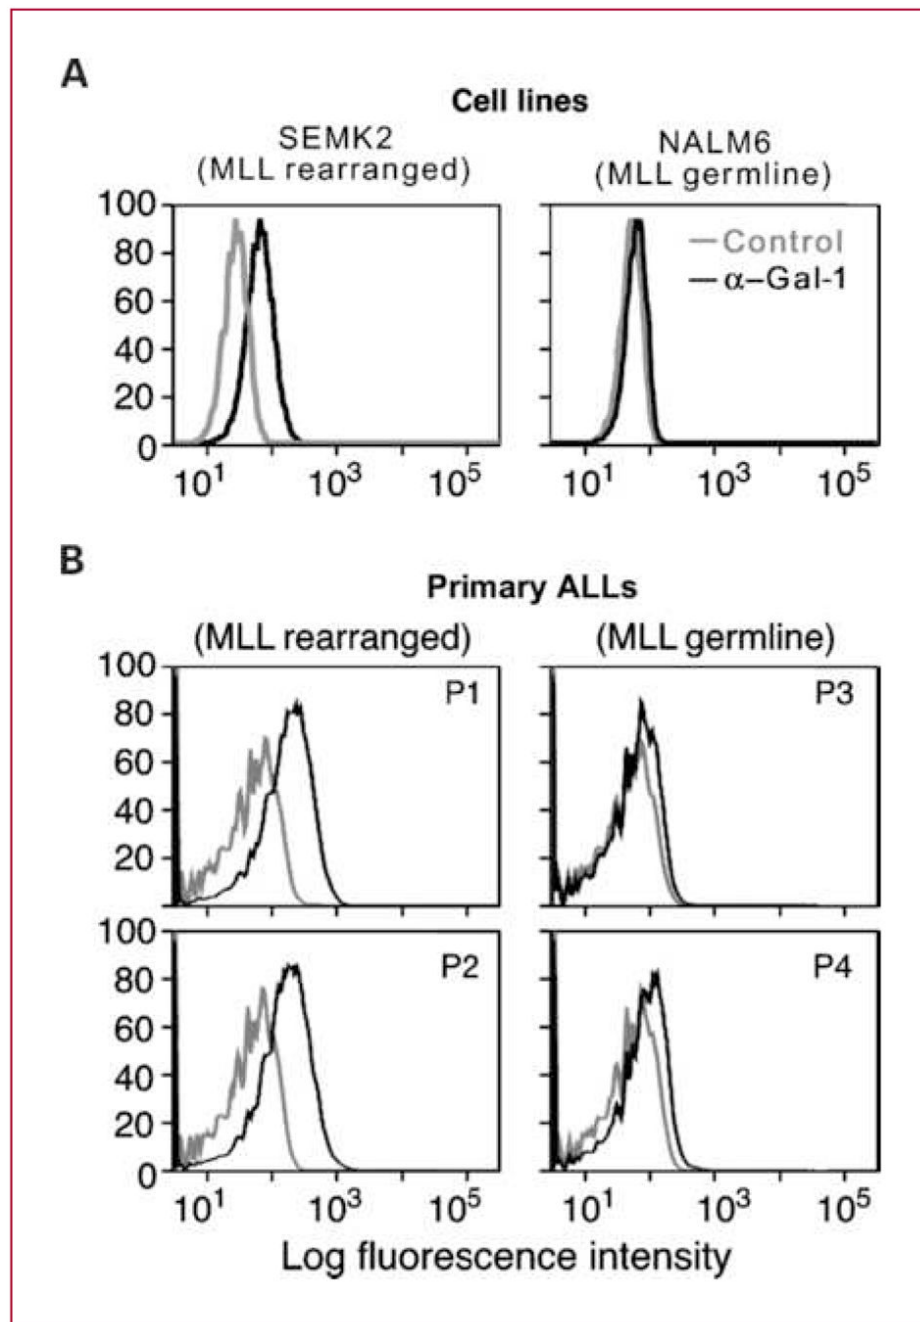 A
Cell lines
SEMK2
(MLL rearranged)
NALM6
(MLL germline)
100
80
60
40
20
0
Control
α–Gal-1
10¹ 10³ 10⁵
10¹ 10³ 10⁵
B
Primary ALLs
(MLL rearranged)
(MLL germline)
100
80
60
40
20
P1
P3
100
80
60
40
20
0
P2
P4
10¹ 10³ 10⁵
10¹ 10³ 10⁵
Log fluorescence intensity